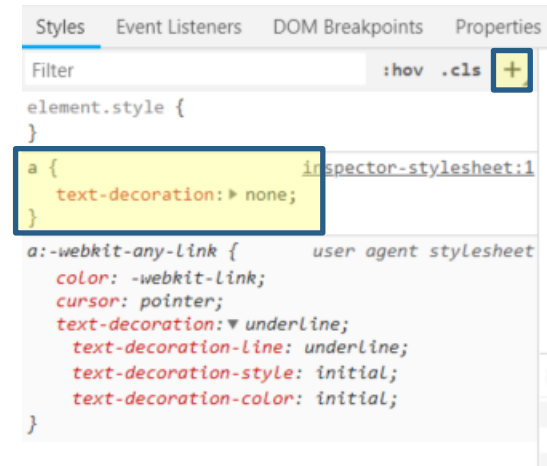 Styles Event Listeners DOM Breakpoints Properties
Filter :hov .cls +
element.style {
}
a { inspector-stylesheet:1
text-decoration:▶ none;
}
a:-webkit-any-link { user agent stylesheet
color: -webkit-link;
cursor: pointer;
text-decoration:▼ underline;
text-decoration-line: underline;
text-decoration-style: initial;
text-decoration-color: initial;
}